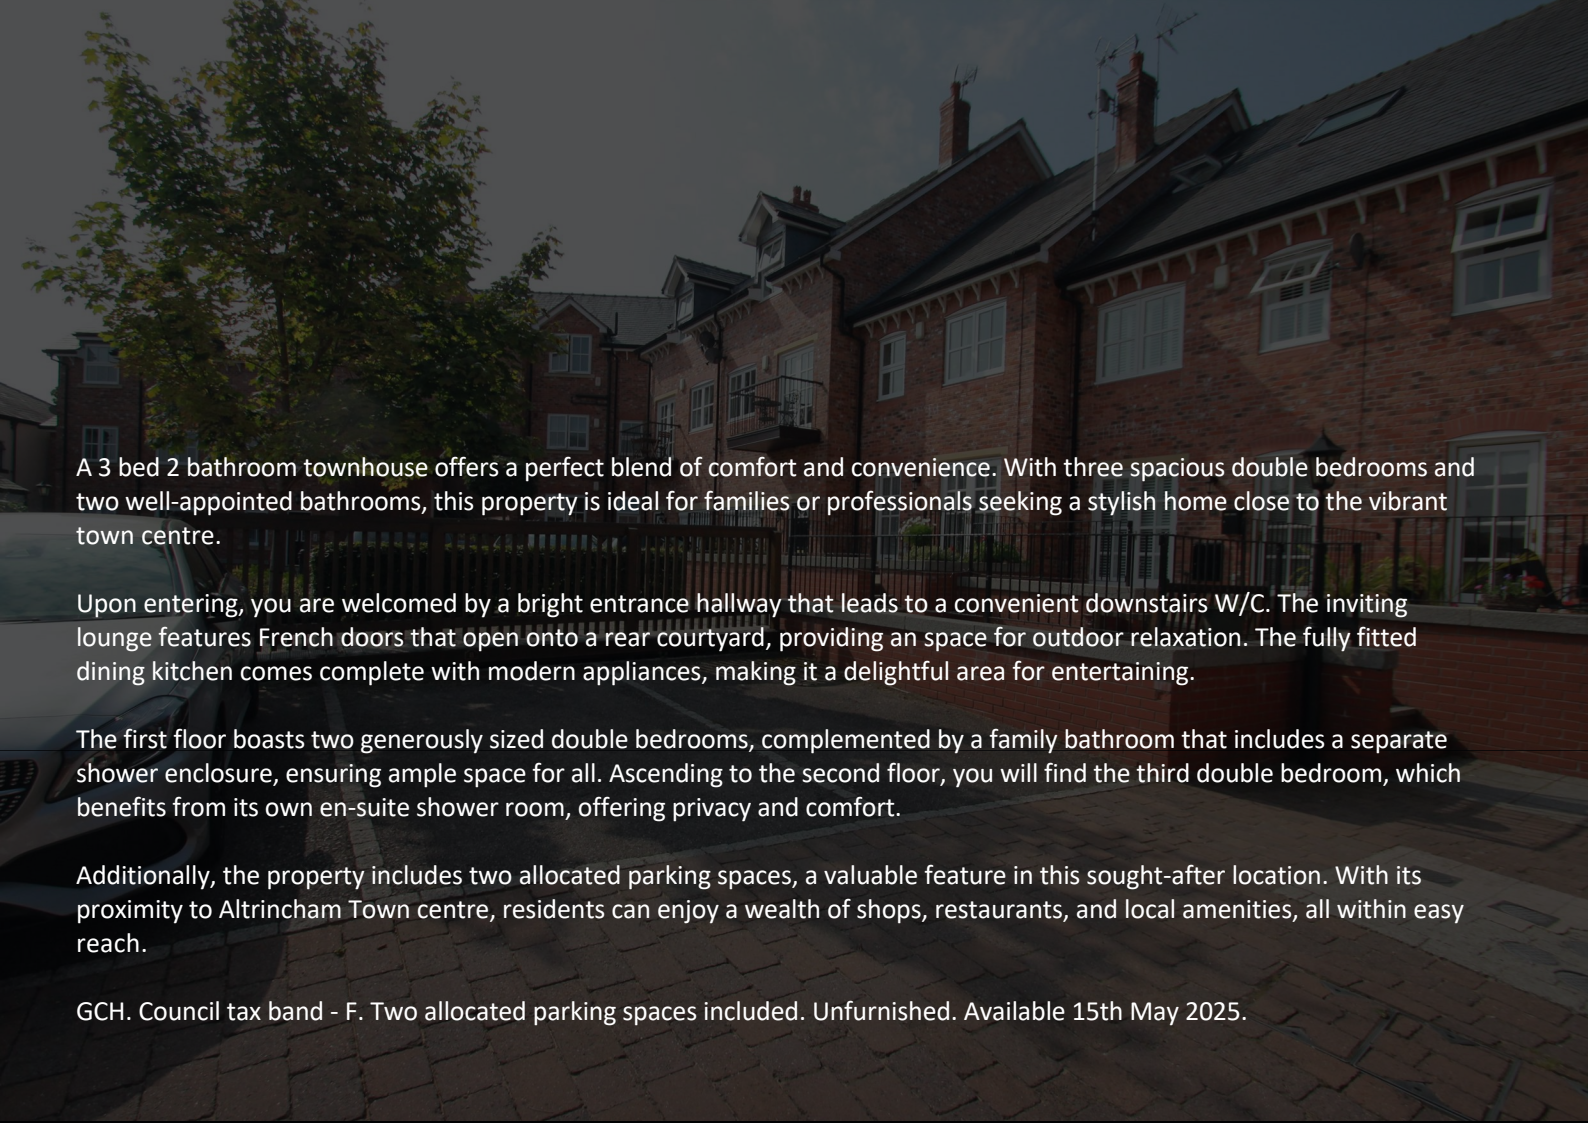 A 3 bed 2 bathroom townhouse offers a perfect blend of comfort and convenience. With three spacious double bedrooms and
two well-appointed bathrooms, this property is ideal for families or professionals seeking a stylish home close to the vibrant
town centre.
Upon entering, you are welcomed by a bright entrance hallway that leads to a convenient downstairs W/C. The inviting
lounge features French doors that open onto a rear courtyard, providing an space for outdoor relaxation. The fully fitted
dining kitchen comes complete with modern appliances, making it a delightful area for entertaining.
The first floor boasts two generously sized double bedrooms, complemented by a family bathroom that includes a separate
shower enclosure, ensuring ample space for all. Ascending to the second floor, you will find the third double bedroom, which
benefits from its own en-suite shower room, offering privacy and comfort.
Additionally, the property includes two allocated parking spaces, a valuable feature in this sought-after location. With its
proximity to Altrincham Town centre, residents can enjoy a wealth of shops, restaurants, and local amenities, all within easy
reach.
GCH. Council tax band - F. Two allocated parking spaces included. Unfurnished. Available 15th May 2025.